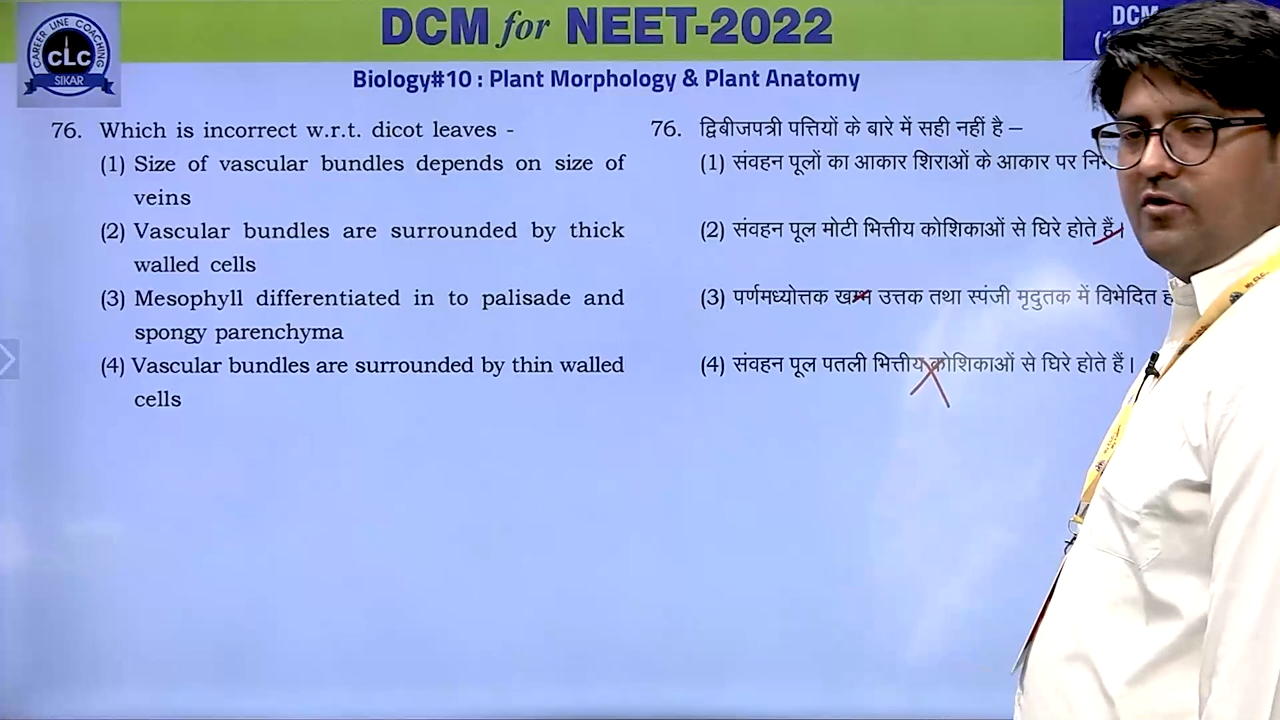 CAREER LINE COACHING
CLC
SIKAR
DCM for NEET-2022
DCM
Biology#10 : Plant Morphology & Plant Anatomy
76. Which is incorrect w.r.t. dicot leaves -
(1) Size of vascular bundles depends on size of
veins
(2) Vascular bundles are surrounded by thick
walled cells
(3) Mesophyll differentiated in to palisade and
spongy parenchyma
(4) Vascular bundles are surrounded by thin walled
cells
76. द्विबीजपत्री पत्तियों के बारे में सही नहीं है –
(1) संवहन पूलों का आकार शिराओं के आकार पर
(2) संवहन पूल मोटी भित्तीय कोशिकाओं से घिरे होते हैं।
(3) पर्णमध्योत्तक खम्भ उत्तक तथा स्पंजी मृदुतक में विभेदित
(4) संवहन पूल पतली भित्तीय कोशिकाओं से घिरे होते हैं।